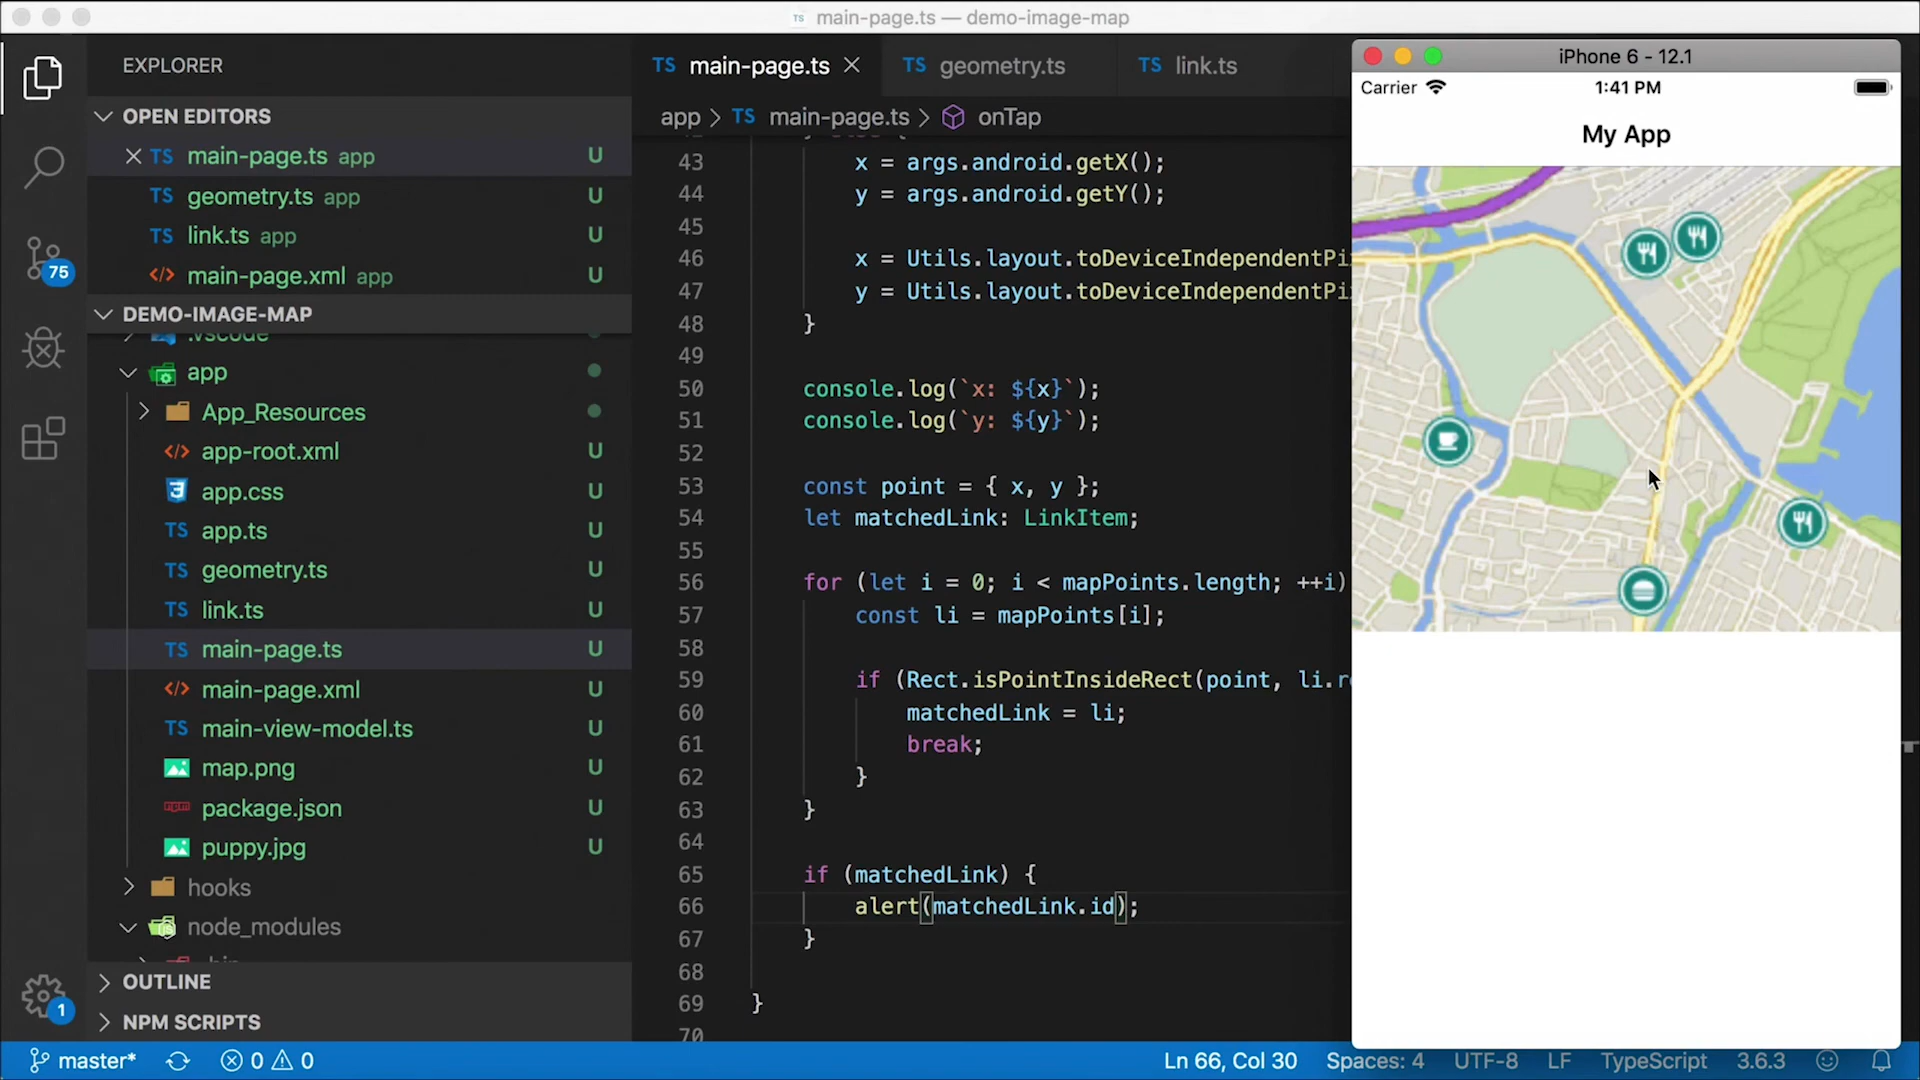 main-page.ts — demo-image-map
EXPLORER
OPEN EDITORS
main-page.ts app U
geometry.ts app U
link.ts app U
main-page.xml app U
DEMO-IMAGE-MAP
.vscode
app
App_Resources
app-root.xml U
app.css U
app.ts U
geometry.ts U
link.ts U
main-page.ts U
main-page.xml U
main-view-model.ts U
map.png U
package.json U
puppy.jpg U
hooks
node_modules
OUTLINE
NPM SCRIPTS
75
1
TS main-page.ts
TS geometry.ts
TS link.ts
app > TS main-page.ts > onTap
43 x = args.android.getX();
44 y = args.android.getY();
45
46 x = Utils.layout.toDeviceIndependentPi
47 y = Utils.layout.toDeviceIndependentPi
48 }
49
50 console.log(`x: ${x}`);
51 console.log(`y: ${y}`);
52
53 const point = { x, y };
54 let matchedLink: LinkItem;
55
56 for (let i = 0; i < mapPoints.length; ++i)
57 const li = mapPoints[i];
58
59 if (Rect.isPointInsideRect(point, li.r
60 matchedLink = li;
61 break;
62 }
63 }
64
65 if (matchedLink) {
66 alert(matchedLink.id);
67 }
68
69 }
70
iPhone 6 - 12.1
Carrier 1:41 PM
My App
master* 0 0 Ln 66, Col 30 Spaces: 4 UTF-8 LF TypeScript 3.6.3